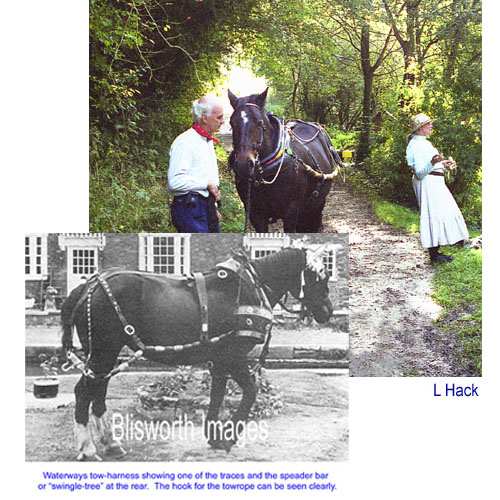 L Hack
Blisworth Images
Waterways tow-harness showing one of the traces and the speader bar
or "swingle-tree" at the rear.  The hook for the towrope can be seen clearly.